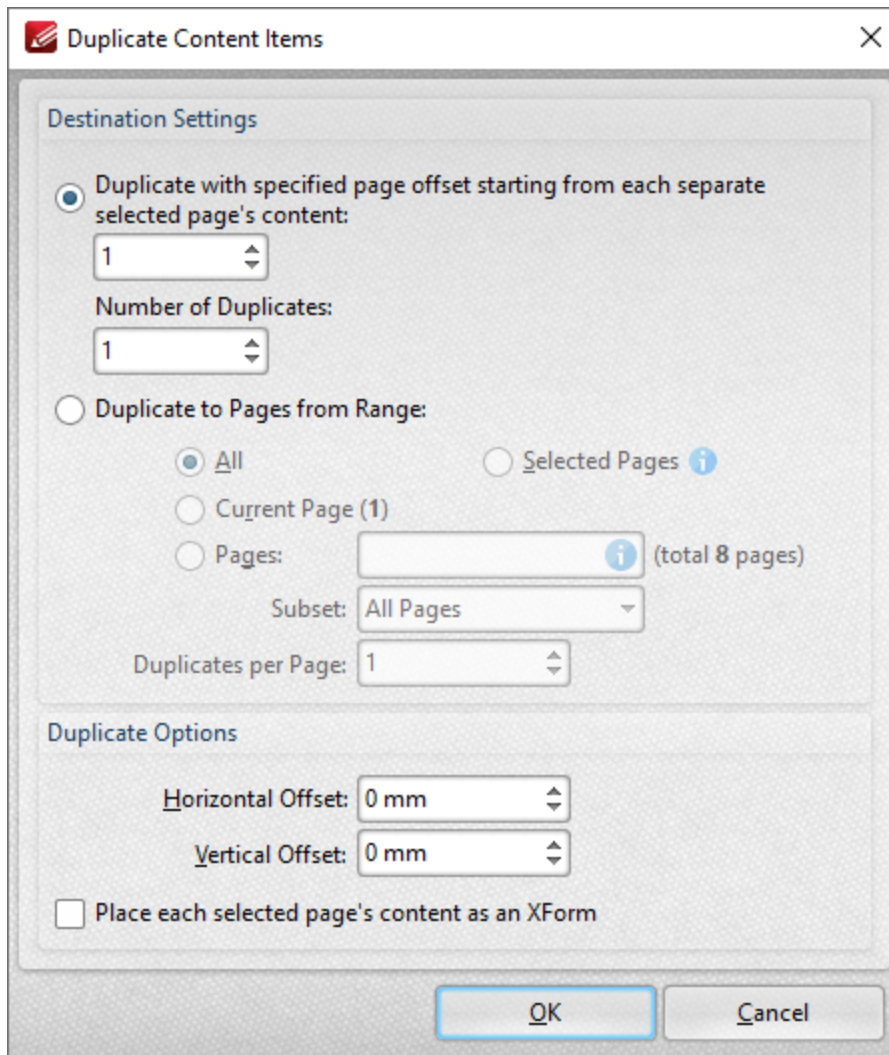 Duplicate Content Items
Destination Settings
Duplicate with specified page offset starting from each separate
selected page's content:
1
Number of Duplicates:
1
Duplicate to Pages from Range:
All Selected Pages i
Current Page (1)
Pages: i (total 8 pages)
Subset: All Pages
Duplicates per Page: 1
Duplicate Options
Horizontal Offset: 0 mm
Vertical Offset: 0 mm
Place each selected page's content as an XForm
OK Cancel